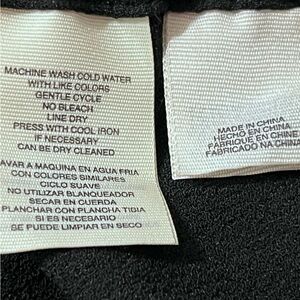 MACHINE WASH COLD WATER
WITH LIKE COLORS
GENTLE CYCLE
NO BLEACH
LINE DRY
PRESS WITH COOL IRON
IF NECESSARY
CAN BE DRY CLEANED
AVAR A MAQUINA EN AGUA FRIA
CON COLORES SIMILARES
CICLO SUAVE
NO UTILIZAR BLANQUEADOR
SECAR EN CUERDA
PLANCHAR CON PLANCHA TIBIA
SI ES NECESARIO
SE PUEDE LIMPIAR EN SECO
MADE IN CHINA
HECHO EN CHINA
FABRIQUÉ EN CHINE
FABRICADO NA CHINA